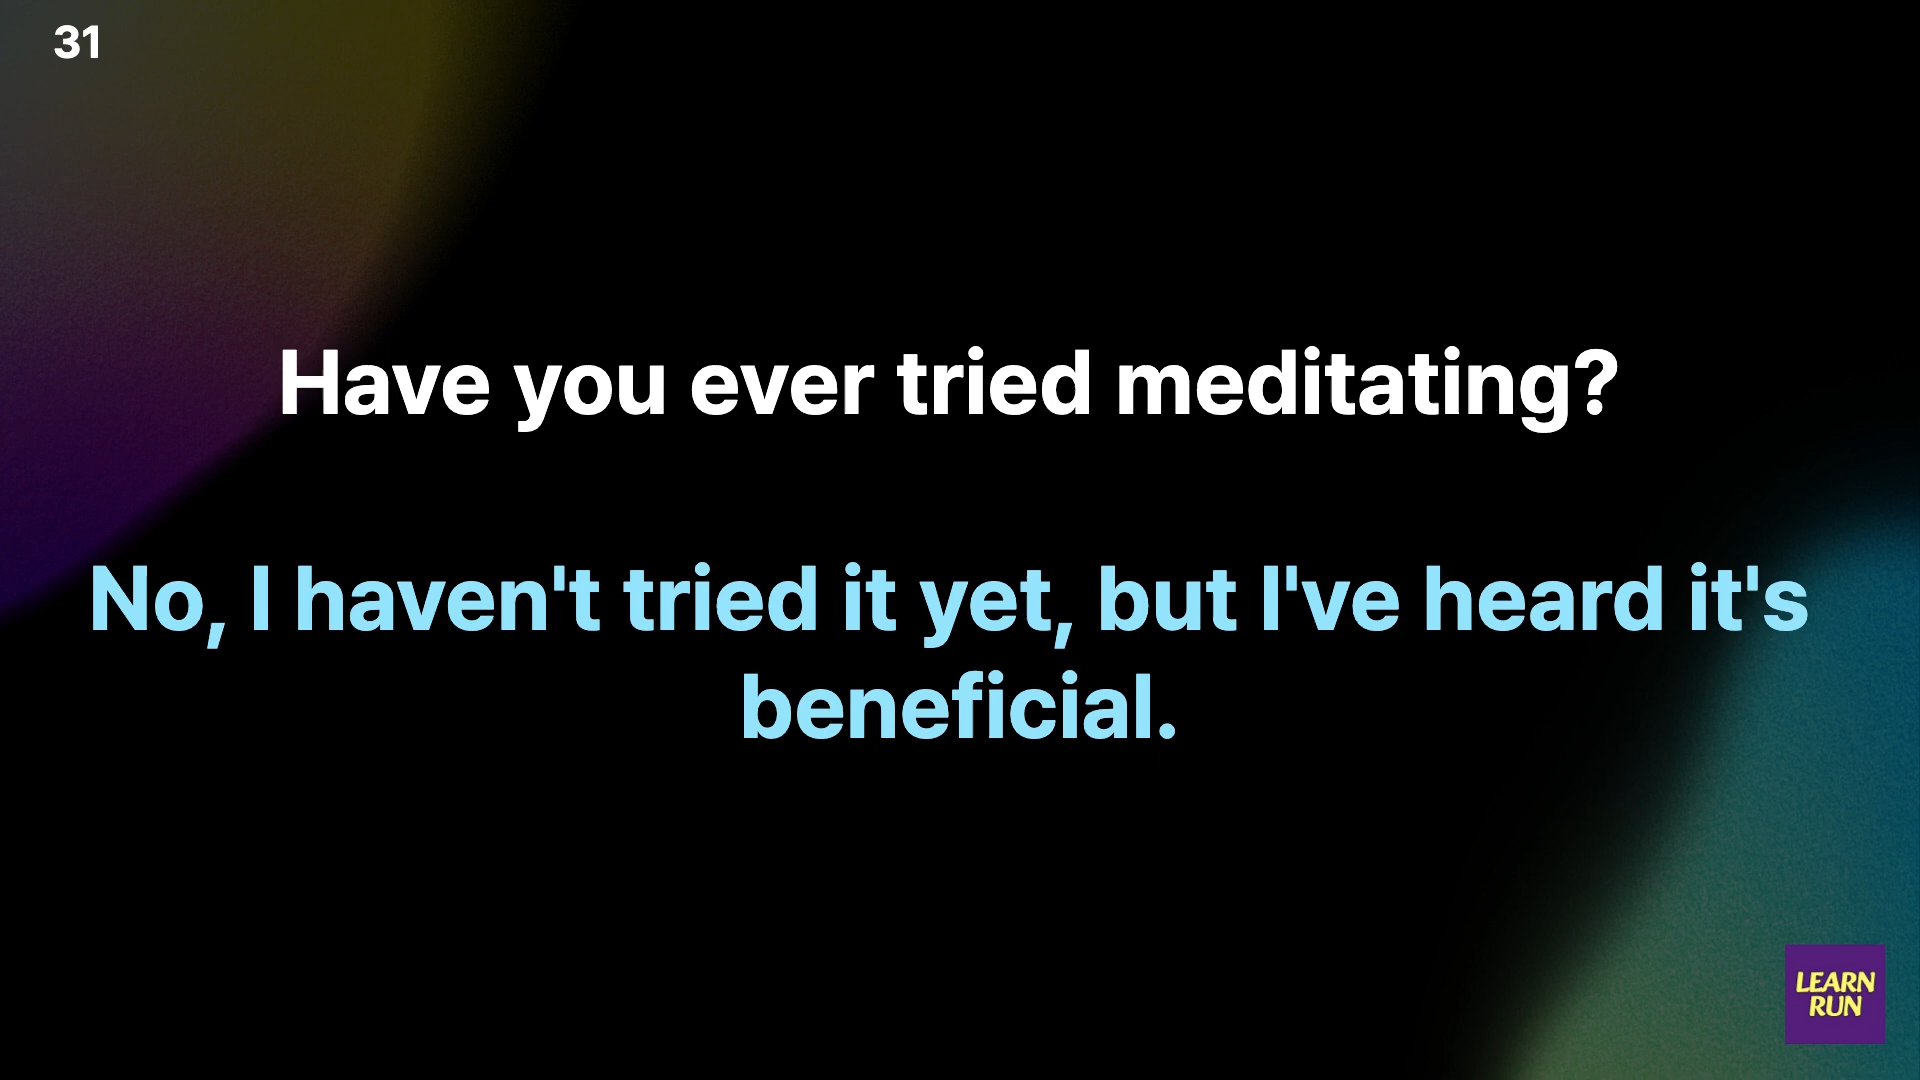 31
Have you ever tried meditating?
No, I haven't tried it yet, but I've heard it's
beneficial.
LEARN
RUN